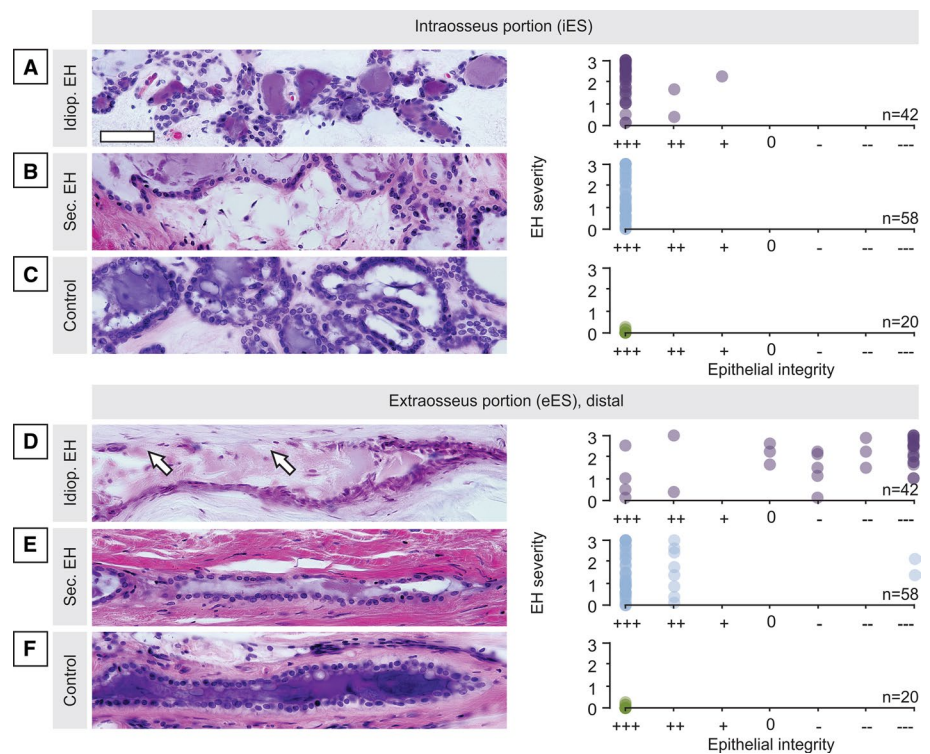 Intraosseus portion (iES)
A
Idiop. EH
3
2
1
0
n=42
+++ ++ + 0 - -- ---
B
Sec. EH
EH severity
3
2
1
0
n=58
+++ ++ + 0 - -- ---
C
Control
3
2
1
0
n=20
+++ ++ + 0 - -- ---
Epithelial integrity
Extraosseus portion (eES), distal
D
Idiop. EH
3
2
1
0
n=42
+++ ++ + 0 - -- ---
E
Sec. EH
EH severity
3
2
1
0
n=58
+++ ++ + 0 - -- ---
F
Control
3
2
1
0
n=20
+++ ++ + 0 - -- ---
Epithelial integrity